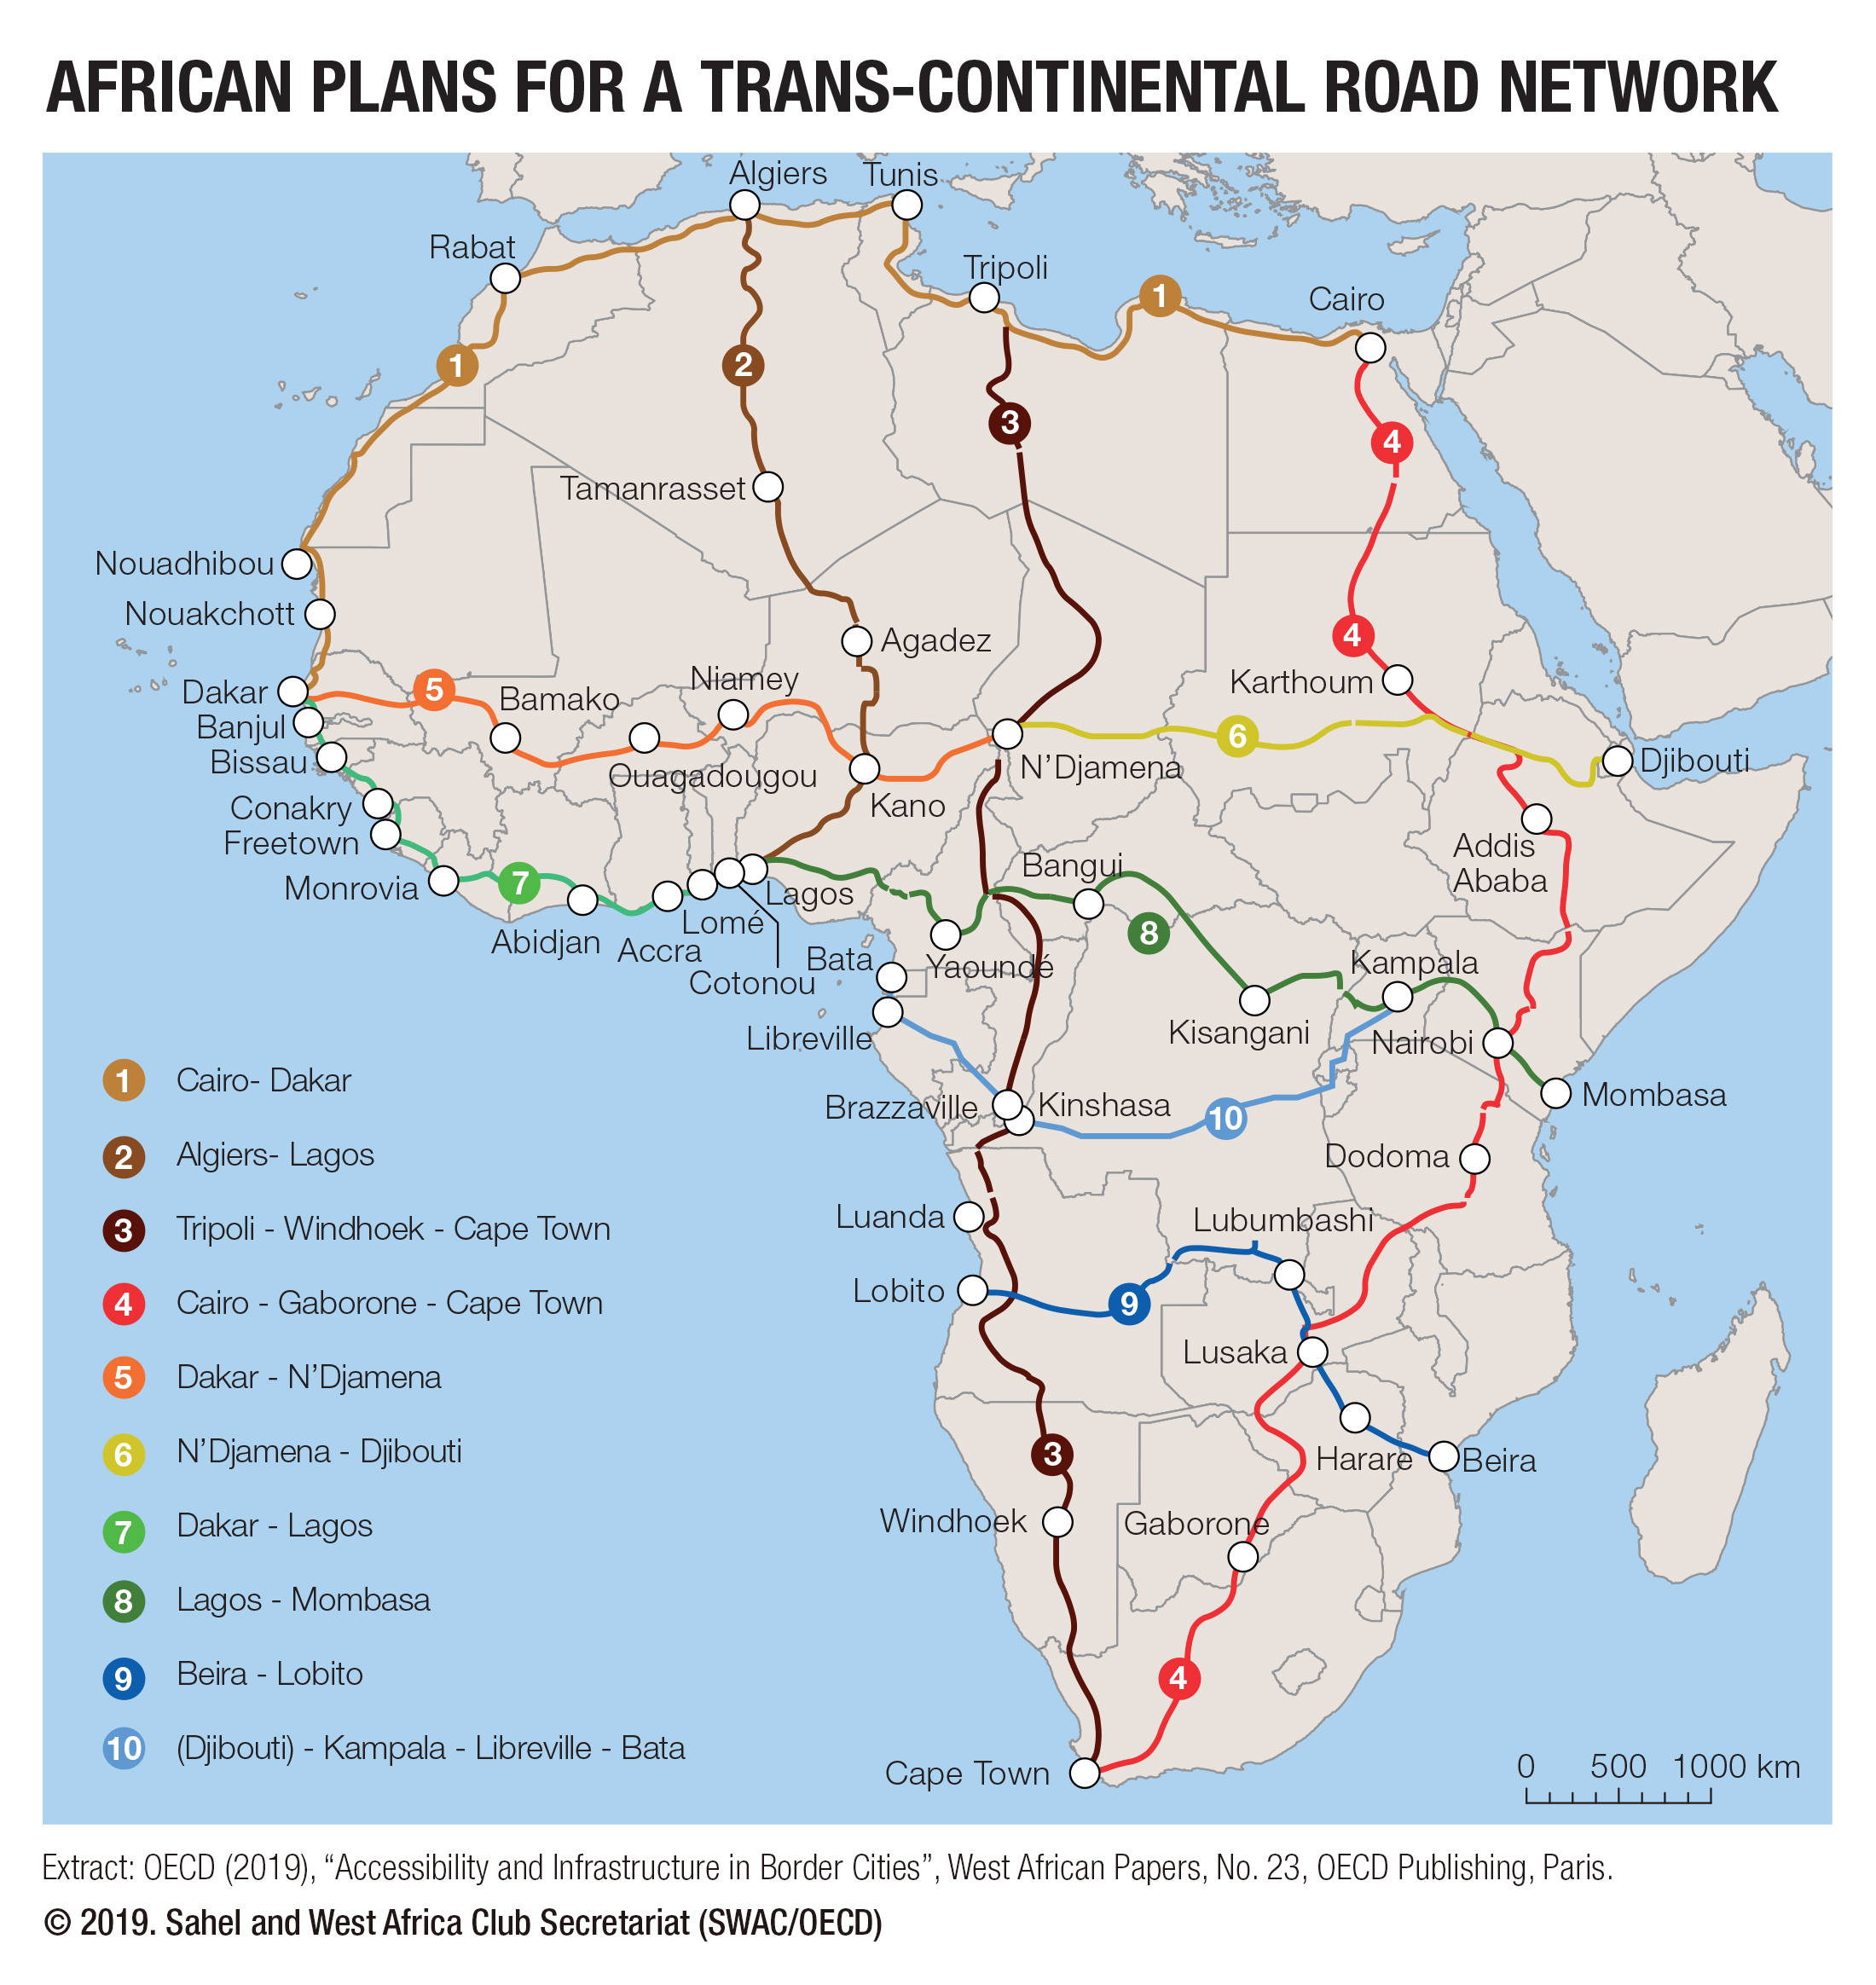 AFRICAN PLANS FOR A TRANS-CONTINENTAL ROAD NETWORK
Algiers
Tunis
Rabat
Tripoli
Cairo
1
1
2
3
4
Tamanrasset
Nouadhibou
Nouakchott
4
Agadez
Karthoum
Dakar
5
Niamey
Bamako
Banjul
6
Bissau
N'Djamena
Djibouti
Ouagadougou
Conakry
Kano
Freetown
Addis
Ababa
Bangui
Monrovia
7
Lagos
Lomé
8
Abidjan
Accra
Bata
Yaoundé
Kampala
Cotonou
Kisangani
Libreville
Nairobi
Mombasa
Brazzaville
Kinshasa
10
Dodoma
Luanda
Lubumbashi
Lobito
9
Lusaka
3
Harare
Beira
Windhoek
Gaborone
4
Cape Town
1 Cairo- Dakar
2 Algiers- Lagos
3 Tripoli - Windhoek - Cape Town
4 Cairo - Gaborone - Cape Town
5 Dakar - N'Djamena
6 N'Djamena - Djibouti
7 Dakar - Lagos
8 Lagos - Mombasa
9 Beira - Lobito
10 (Djibouti) - Kampala - Libreville - Bata
0 500 1000 km
Extract: OECD (2019), “Accessibility and Infrastructure in Border Cities”, West African Papers, No. 23, OECD Publishing, Paris.
© 2019. Sahel and West Africa Club Secretariat (SWAC/OECD)